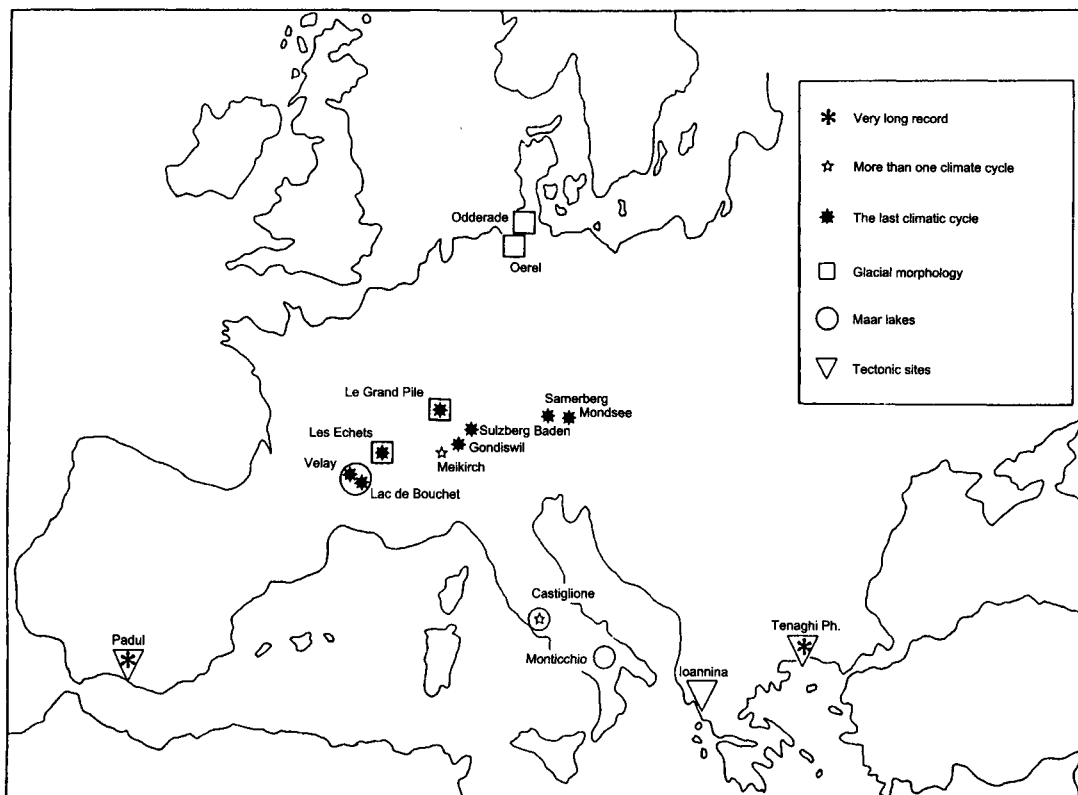 Very long record
More than one climate cycle
The last climatic cycle
Glacial morphology
Maar lakes
Tectonic sites
Odderade
Oerel
Le Grand Pile
Samerberg
Mondsee
Sulzberg Baden
Gondiswil
Meikirch
Les Echets
Velay
Lac de Bouchet
Castiglione
Monticchio
Padul
Ioannina
Tenaghi Ph.